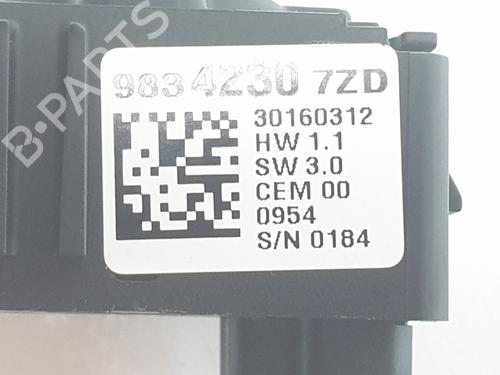 98342307ZD
30160312
HW 1.1
SW 3.0
CEM 00
0954
S/N 0184
B-PARTS